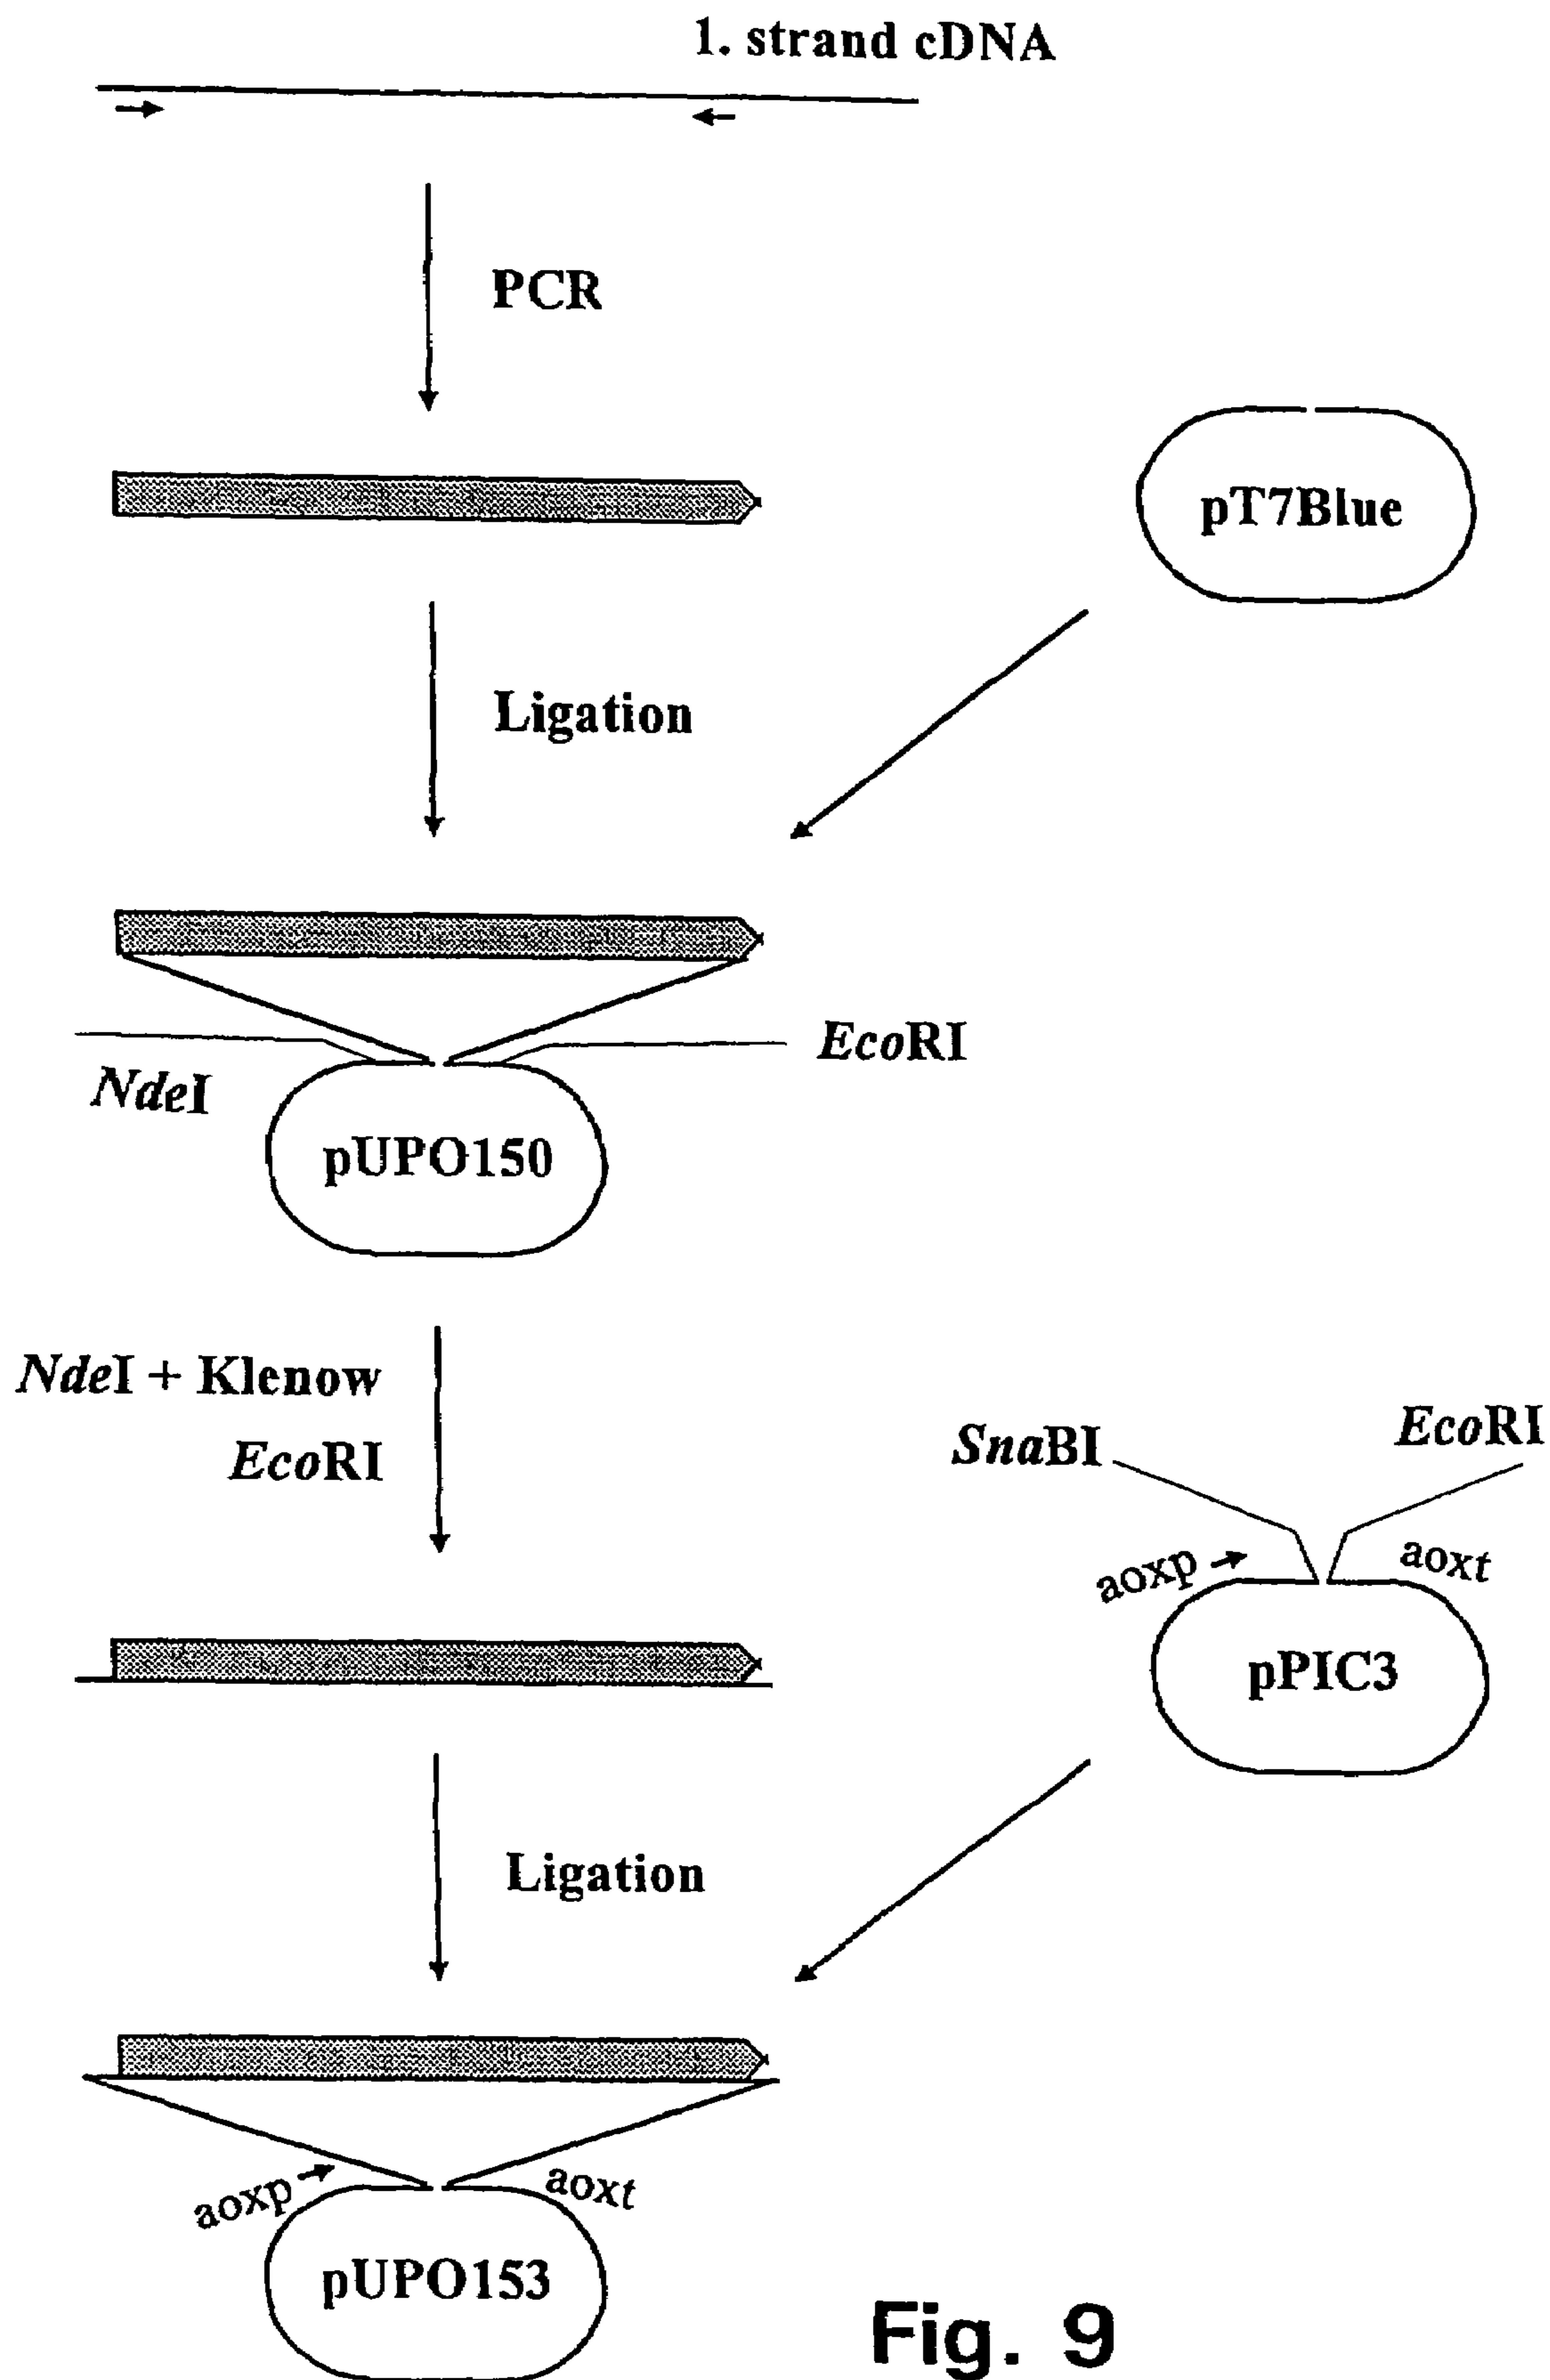 1. strand cDNA
PCR
pT7Blue
Ligation
EcoRI
NdeI
pUPO150
NdeI + Klenow
EcoRI
SnaBI
EcoRI
aoxp
aoxt
pPIC3
Ligation
aoxp
aoxt
pUPO153
Fig. 9